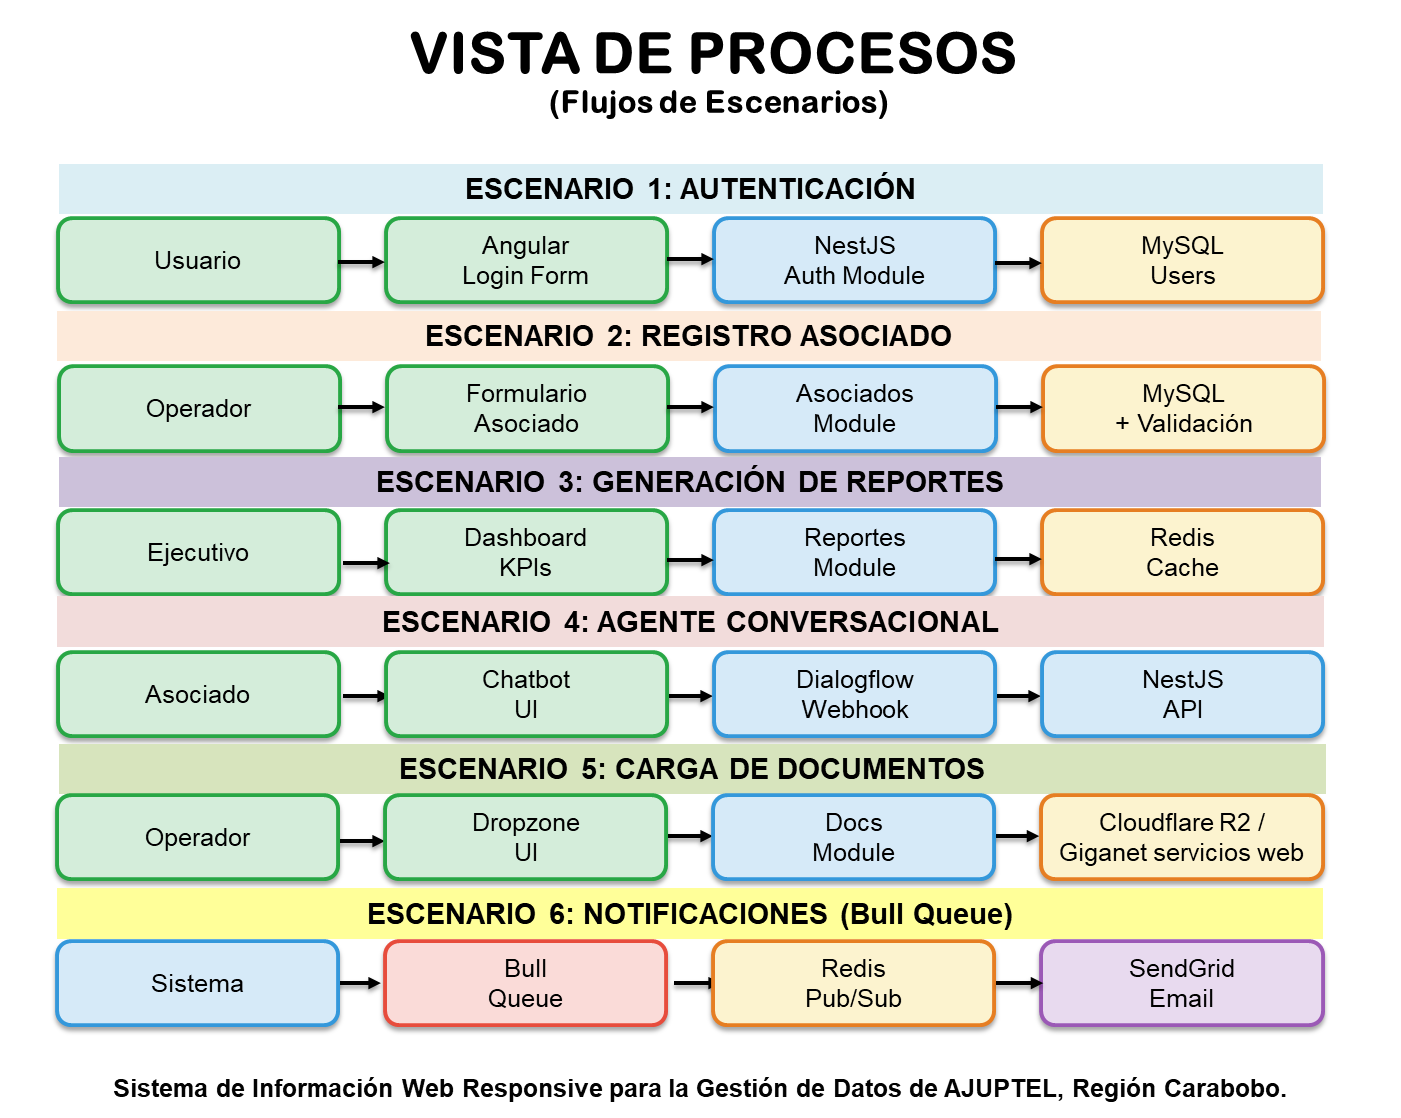 VISTA DE PROCESOS
(Flujos de Escenarios)
ESCENARIO 1: AUTENTICACIÓN
Usuario
Angular
Login Form
NestJS
Auth Module
MySQL
Users
ESCENARIO 2: REGISTRO ASOCIADO
Operador
Formulario
Asociado
Asociados
Module
MySQL
+ Validación
ESCENARIO 3: GENERACIÓN DE REPORTES
Ejecutivo
Dashboard
KPIs
Reportes
Module
Redis
Cache
ESCENARIO 4: AGENTE CONVERSACIONAL
Asociado
Chatbot
UI
Dialogflow
Webhook
NestJS
API
ESCENARIO 5: CARGA DE DOCUMENTOS
Operador
Dropzone
UI
Docs
Module
Cloudflare R2 /
Giganet servicios web
ESCENARIO 6: NOTIFICACIONES (Bull Queue)
Sistema
Bull
Queue
Redis
Pub/Sub
SendGrid
Email
Sistema de Información Web Responsive para la Gestión de Datos de AJUPTEL, Región Carabobo.